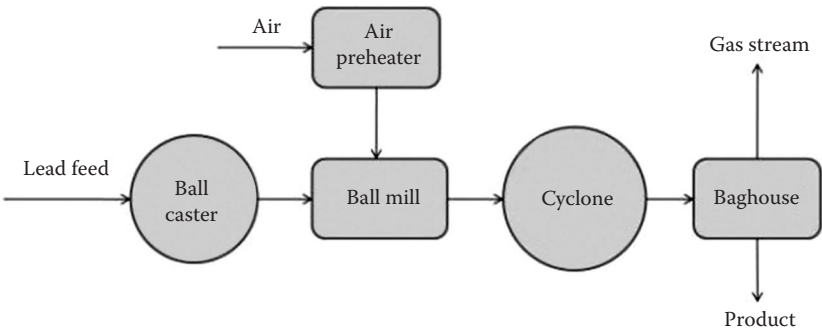 Air
Air
preheater
Gas stream
Lead feed
Ball
caster
Ball mill
Cyclone
Baghouse
Product